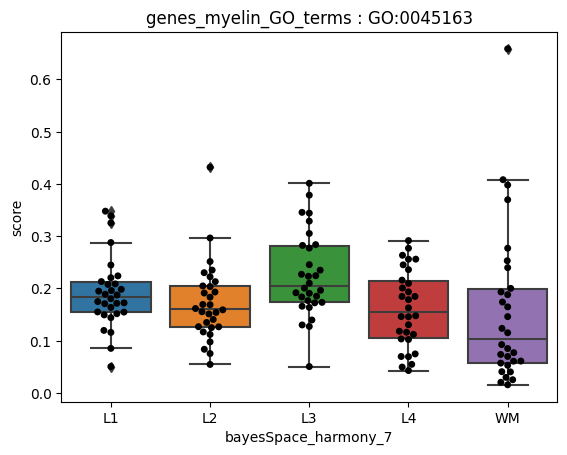 genes_myelin_GO_terms : GO:0045163
score
0.6
0.5
0.4
0.3
0.2
0.1
0.0
L1 L2 L3 L4 WM
bayesSpace_harmony_7